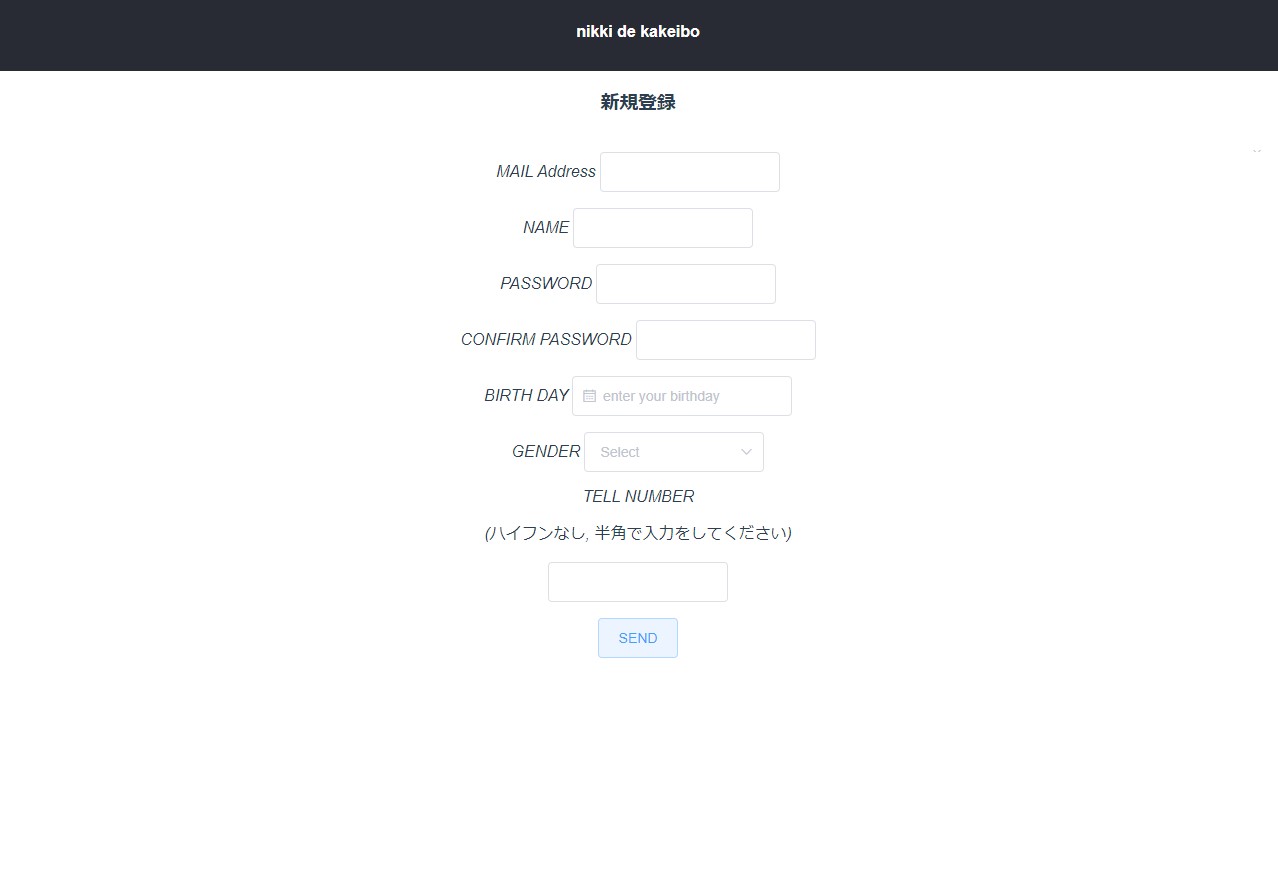 nikki de kakeibo
新規登録
MAIL Address
NAME
PASSWORD
CONFIRM PASSWORD
BIRTH DAY enter your birthday
GENDER Select
TELL NUMBER
(ハイフンなし, 半角で入力をしてください)
SEND